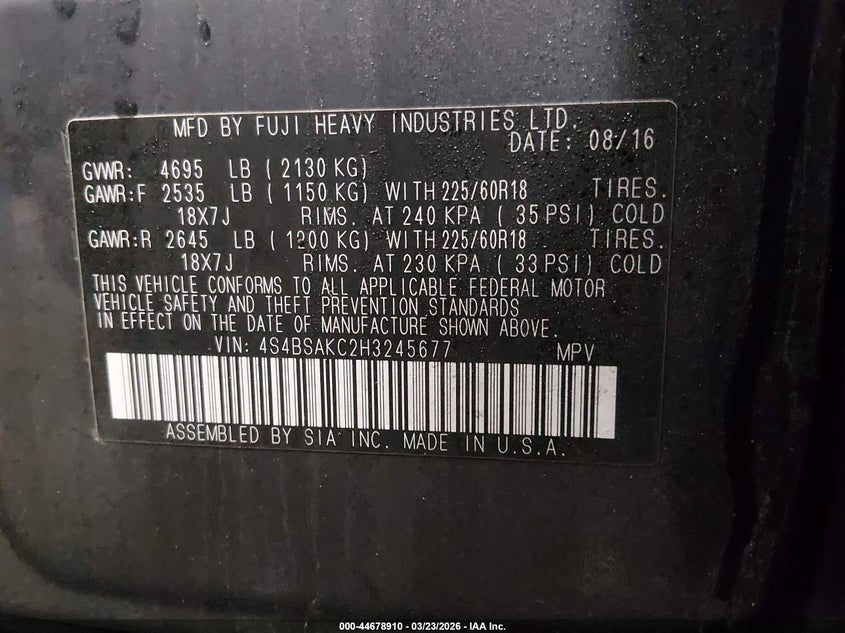 MFD BY FUJI HEAVY INDUSTRIES LTD.
DATE: 08/16
GVWR: 4695 LB (2130 KG)
GAWR:F 2535 LB (1150 KG) WITH 225/60R18 TIRES.
18X7J RIMS. AT 240 KPA (35 PSI) COLD
GAWR:R 2645 LB (1200 KG) WITH 225/60R18 TIRES.
18X7J RIMS. AT 230 KPA (33 PSI) COLD
THIS VEHICLE CONFORMS TO ALL APPLICABLE FEDERAL MOTOR
VEHICLE SAFETY AND THEFT PREVENTION STANDARDS
IN EFFECT ON THE DATE OF MANUFACTURE SHOWN ABOVE.
VIN: 4S4BSAKC2H3245677 MPV
ASSEMBLED BY SIA INC. MADE IN U.S.A.
000-44678910 - 03/23/2026 - IAA Inc.